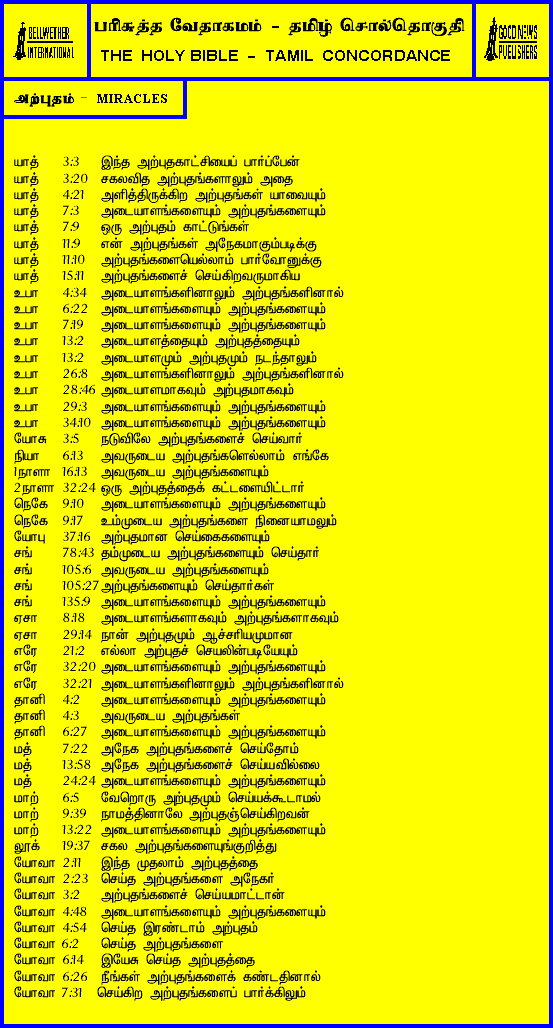 BELLWETHER
INTERNATIONAL
பரிசுத்த வேதாகமம் - தமிழ் சொல்தொகுதி
THE HOLY BIBLE - TAMIL CONCORDANCE
GOOD NEWS
PUBLISHERS
அற்புதம் - MIRACLES
யாத் 3:3 இந்த அற்புதகாட்சியைப் பார்ப்பேன்
யாத் 3:20 சகலவித அற்புதங்களாலும் அதை
யாத் 4:21 அளித்திருக்கிற அற்புதங்கள் யாவையும்
யாத் 7:3 அடையாளங்களையும் அற்புதங்களையும்
யாத் 7:9 ஒரு அற்புதம் காட்டுங்கள்
யாத் 11:9 என் அற்புதங்கள் அநேகமாகும்படிக்கு
யாத் 11:10 அற்புதங்களையெல்லாம் பார்வோனுக்கு
யாத் 15:11 அற்புதங்களைச் செய்கிறவருமாகிய
உபா 4:34 அடையாளங்களினாலும் அற்புதங்களினால்
உபா 6:22 அடையாளங்களையும் அற்புதங்களையும்
உபா 7:19 அடையாளங்களையும் அற்புதங்களையும்
உபா 13:2 அடையாளத்தையும் அற்புதத்தையும்
உபா 13:2 அடையாளமும் அற்புதமும் நடந்தாலும்
உபா 26:8 அடையாளங்களினாலும் அற்புதங்களினால்
உபா 28:46 அடையாளமாகவும் அற்புதமாகவும்
உபா 29:3 அடையாளங்களையும் அற்புதங்களையும்
உபா 34:10 அடையாளங்களையும் அற்புதங்களையும்
யோசு 3:5 நடுவிலே அற்புதங்களைச் செய்வார்
நியா 6:13 அவருடைய அற்புதங்களெல்லாம் எங்கே
1நாளா 16:13 அவருடைய அற்புதங்களையும்
2நாளா 32:24 ஒரு அற்புதத்தைக் கட்டளையிட்டார்
நெகே 9:10 அடையாளங்களையும் அற்புதங்களையும்
நெகே 9:17 உம்முடைய அற்புதங்களை நினையாமலும்
யோபு 37:16 அற்புதமான செய்கைகளையும்
சங் 78:43 தம்முடைய அற்புதங்களையும் செய்தார்
சங் 105:6 அவருடைய அற்புதங்களையும்
சங் 105:27 அற்புதங்களையும் செய்தார்கள்
சங் 135:9 அடையாளங்களையும் அற்புதங்களையும்
ஏசா 8:18 அடையாளங்களாகவும் அற்புதங்களாகவும்
ஏசா 29:14 நான் அற்புதமும் ஆச்சரியமுமான
எரே 21:2 எல்லா அற்புதச் செயலின்படியேயும்
எரே 32:20 அடையாளங்களையும் அற்புதங்களையும்
எரே 32:21 அடையாளங்களினாலும் அற்புதங்களினால்
தானி 4:2 அடையாளங்களையும் அற்புதங்களையும்
தானி 4:3 அவருடைய அற்புதங்கள்
தானி 6:27 அடையாளங்களையும் அற்புதங்களையும்
மத் 7:22 அநேக அற்புதங்களைச் செய்தோம்
மத் 13:58 அநேக அற்புதங்களைச் செய்யவில்லை
மத் 24:24 அடையாளங்களையும் அற்புதங்களையும்
மாற் 6:5 வேறொரு அற்புதமும் செய்யக்கூடாமல்
மாற் 9:39 நாமத்தினாலே அற்புதஞ்செய்கிறவன்
மாற் 13:22 அடையாளங்களையும் அற்புதங்களையும்
லூக் 19:37 சகல அற்புதங்களையுங்குறித்து
யோவா 2:11 இந்த முதலாம் அற்புதத்தை
யோவா 2:23 செய்த அற்புதங்களை அநேகர்
யோவா 3:2 அற்புதங்களைச் செய்யமாட்டான்
யோவா 4:48 அடையாளங்களையும் அற்புதங்களையும்
யோவா 4:54 செய்த இரண்டாம் அற்புதம்
யோவா 6:2 செய்த அற்புதங்களை
யோவா 6:14 இயேசு செய்த அற்புதத்தை
யோவா 6:26 நீங்கள் அற்புதங்களைக் கண்டதினால்
யோவா 7:31 செய்கிற அற்புதங்களைப் பார்க்கிலும்